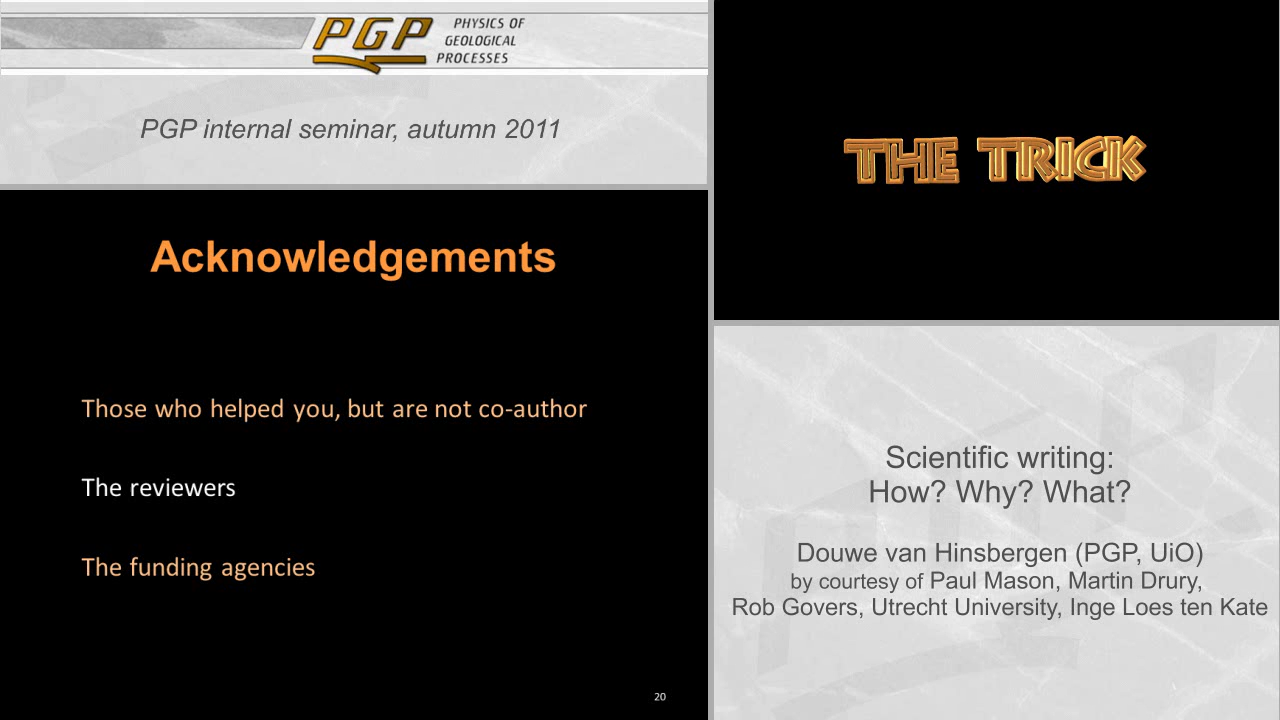 PGP
PHYSICS OF
GEOLOGICAL
PROCESSES
PGP internal seminar, autumn 2011
THE TRICK
Acknowledgements
Those who helped you, but are not co-author
The reviewers
The funding agencies
20
Scientific writing:
How? Why? What?
Douwe van Hinsbergen (PGP, UiO)
by courtesy of Paul Mason, Martin Drury,
Rob Govers, Utrecht University, Inge Loes ten Kate